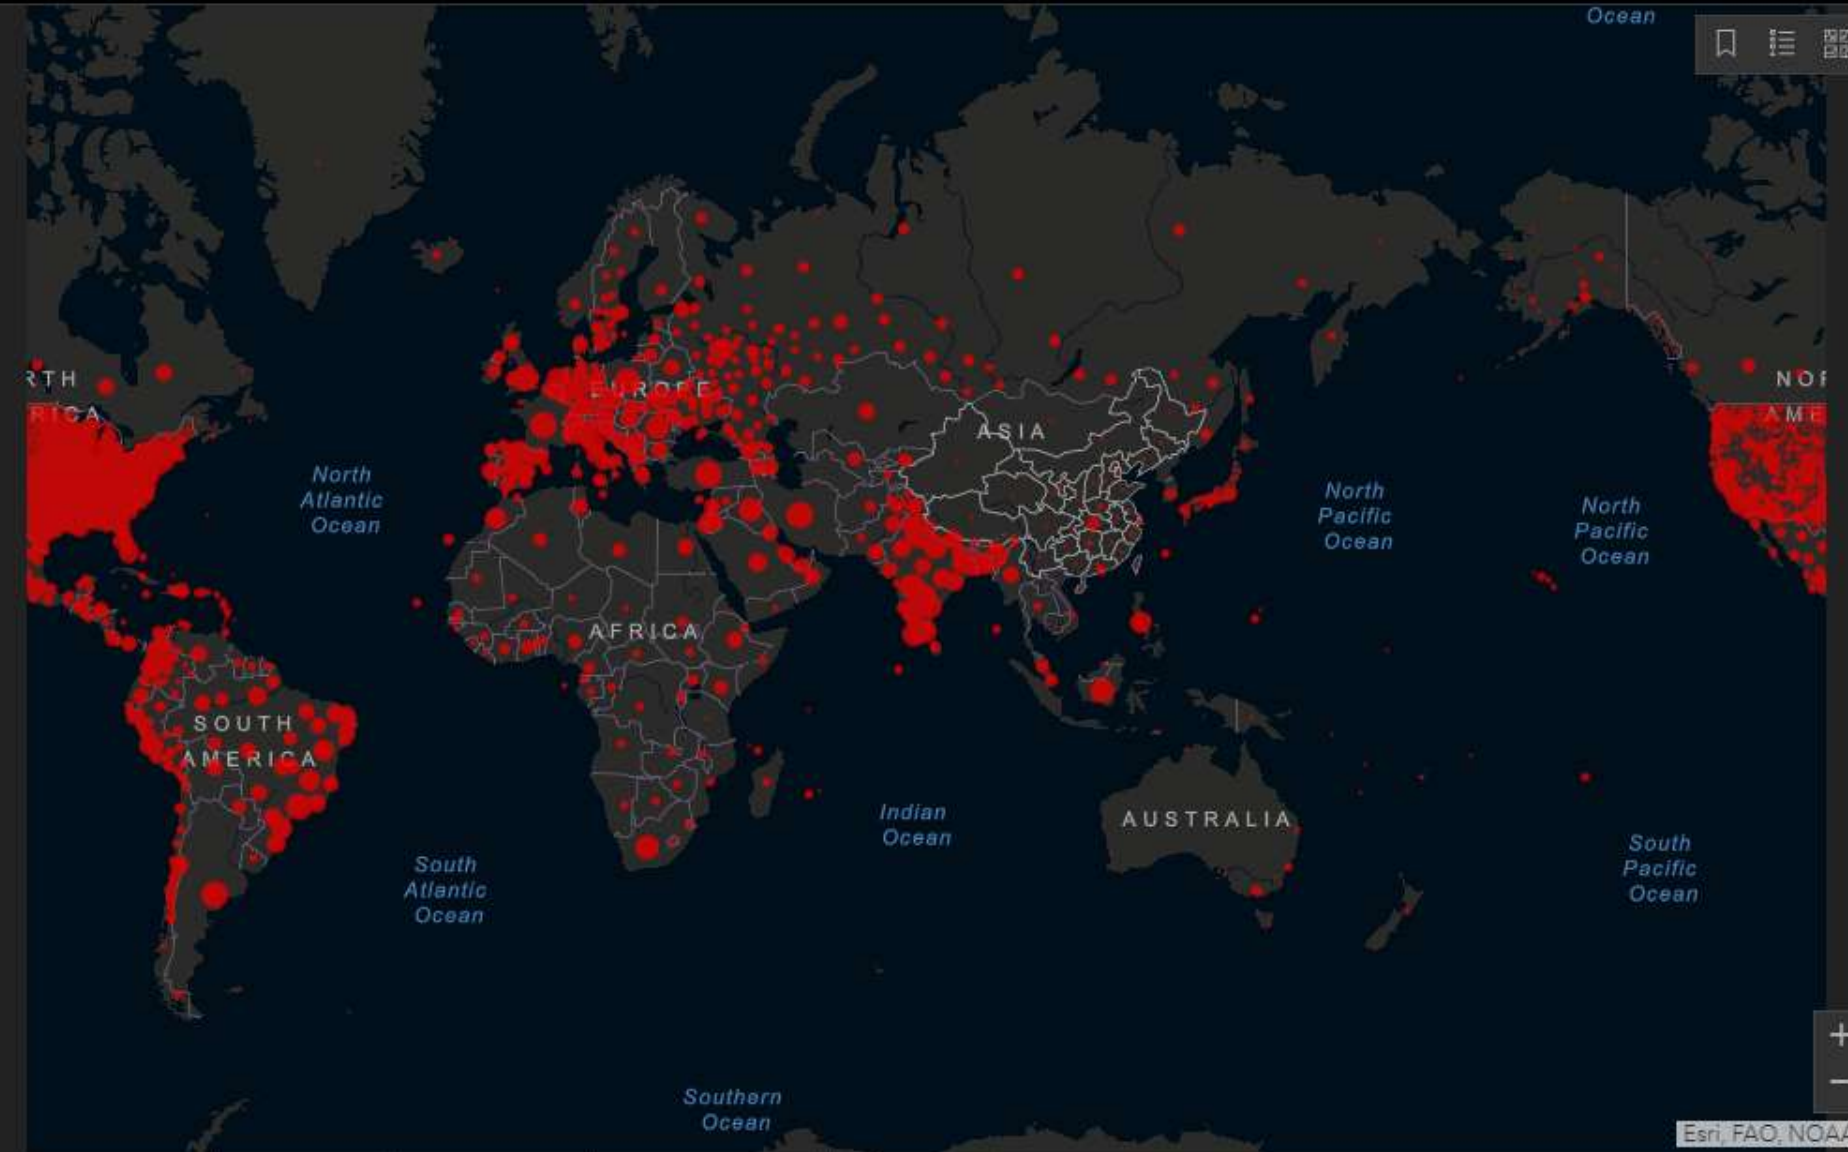 Ocean
RTH
RICA
North
Atlantic
Ocean
EUROPE
ASIA
North
Pacific
Ocean
North
Pacific
Ocean
NOR
AME
AFRICA
SOUTH
AMERICA
Indian
Ocean
AUSTRALIA
South
Atlantic
Ocean
South
Pacific
Ocean
Southern
Ocean
+
−
Esri, FAO, NOAA